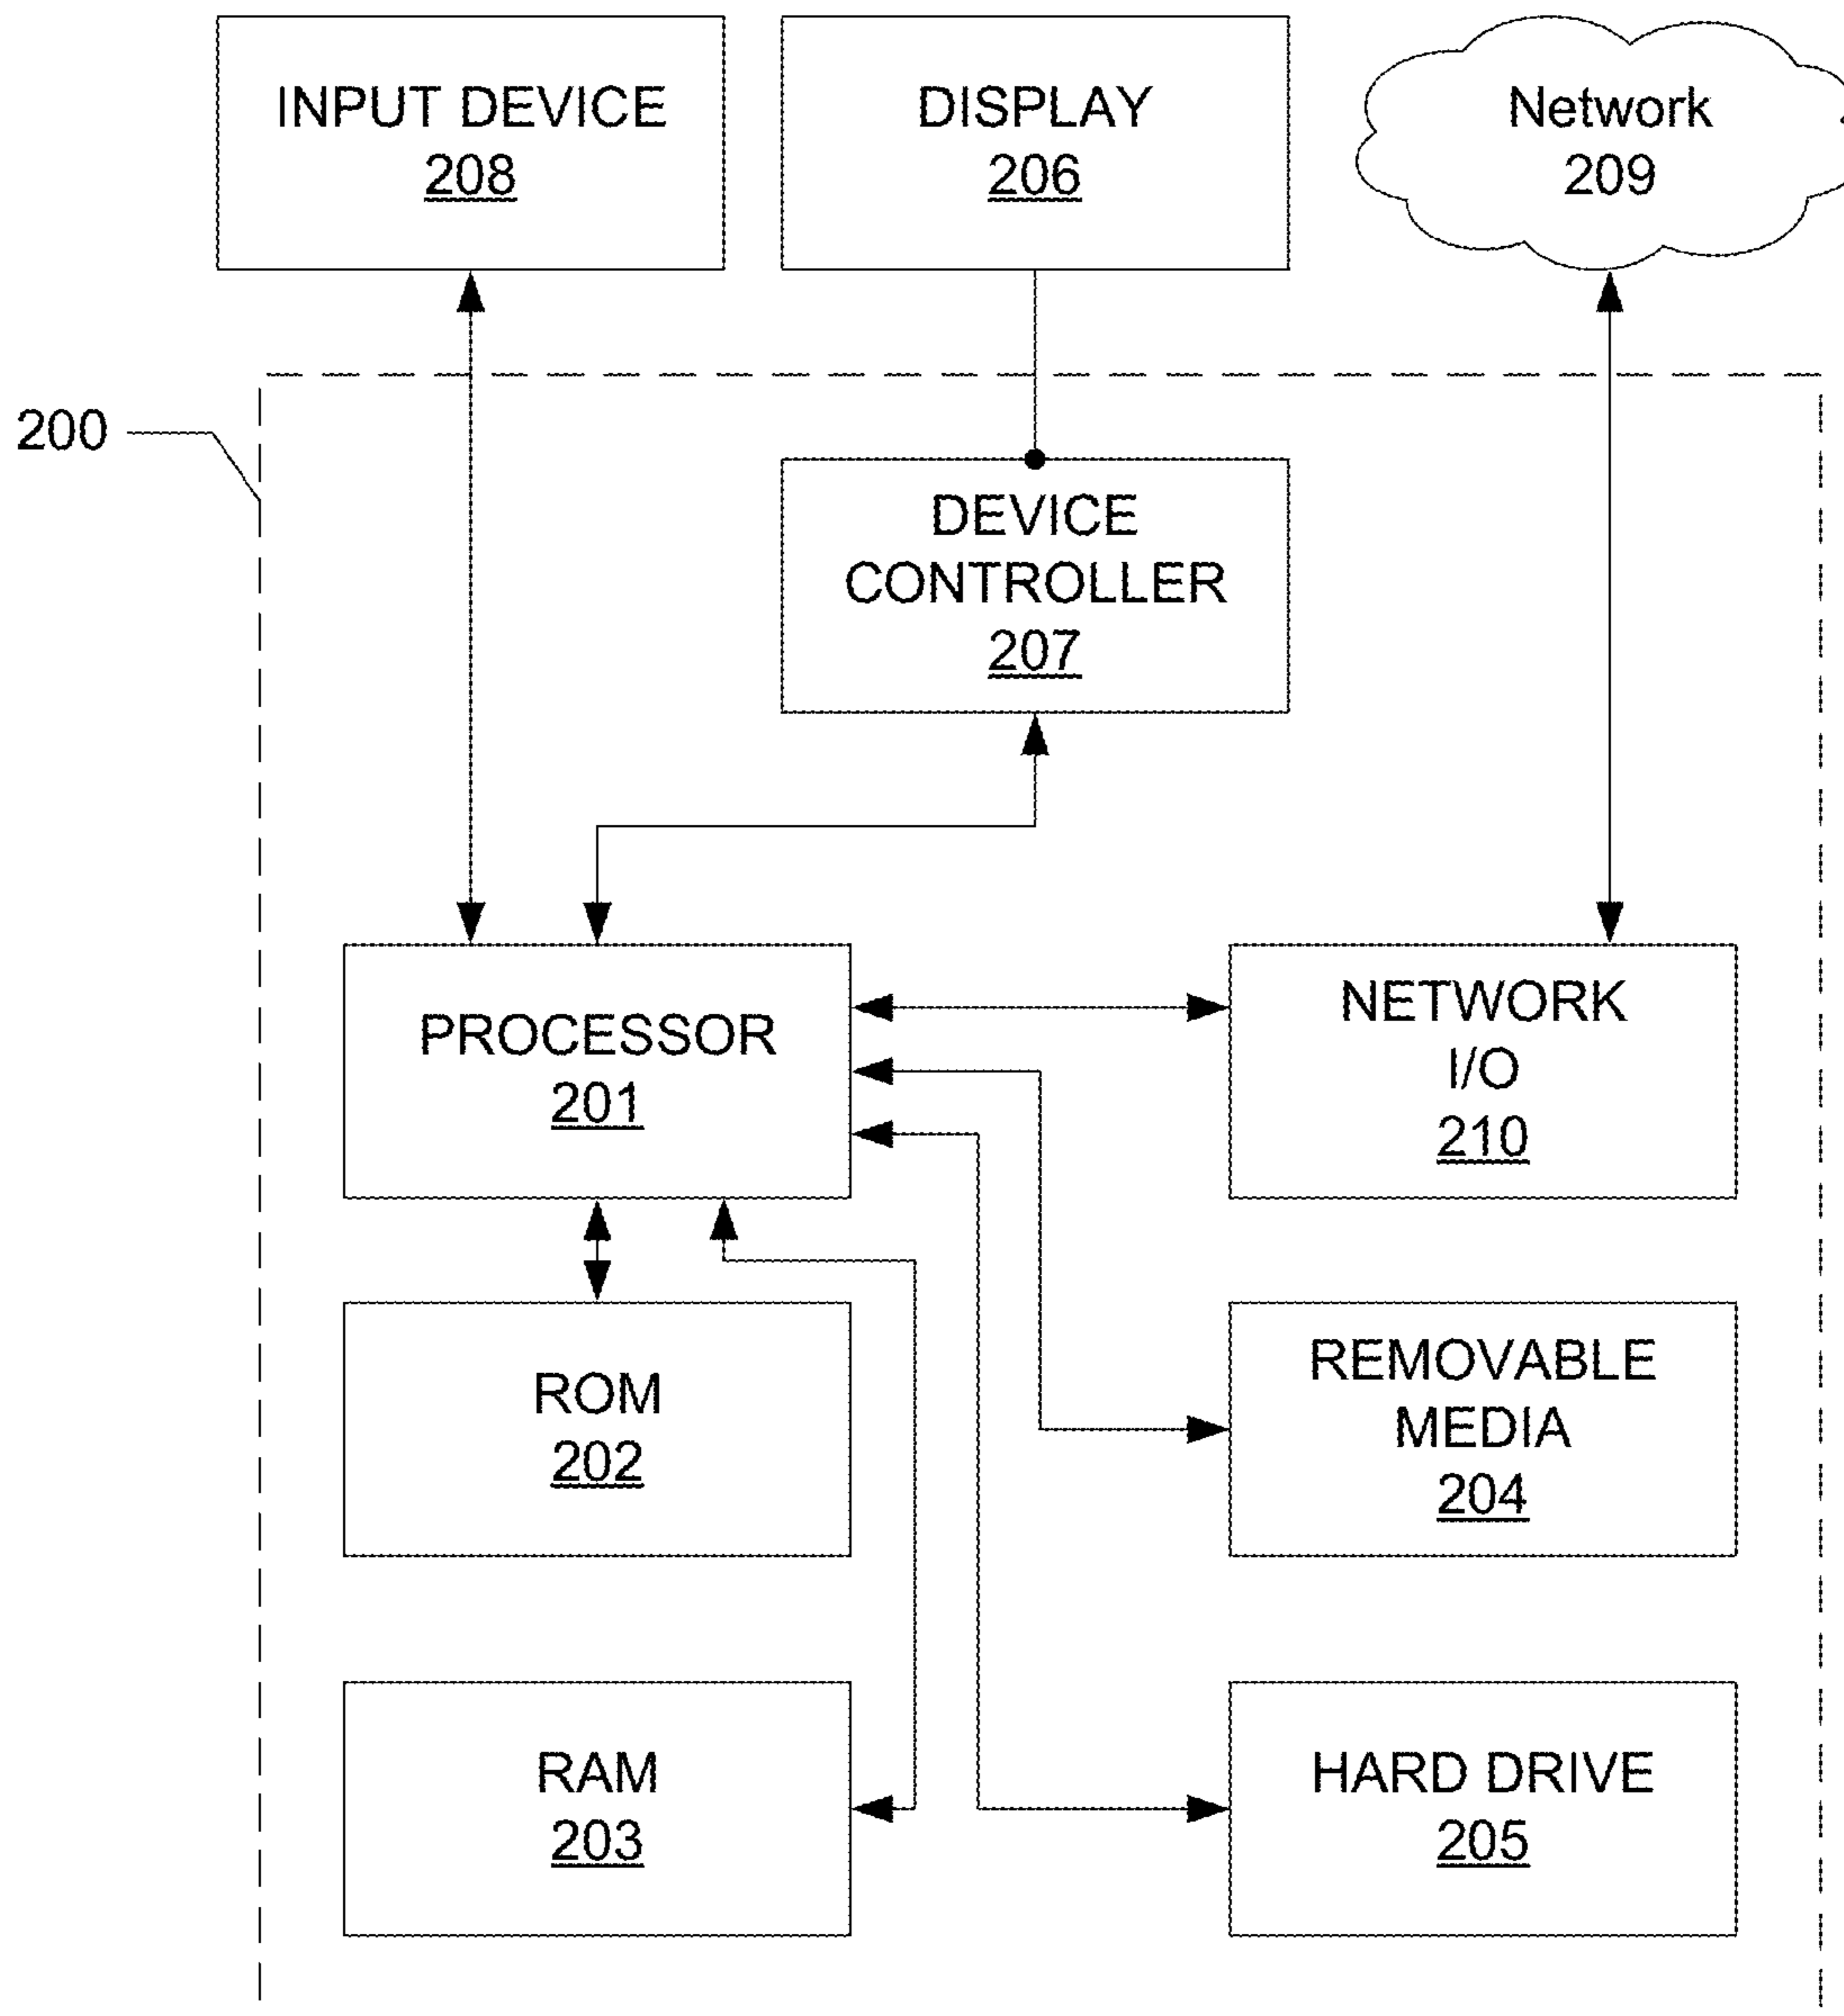 INPUT DEVICE
208
DISPLAY
206
Network
209
200
DEVICE
CONTROLLER
207
PROCESSOR
201
NETWORK
I/O
210
ROM
202
REMOVABLE
MEDIA
204
RAM
203
HARD DRIVE
205